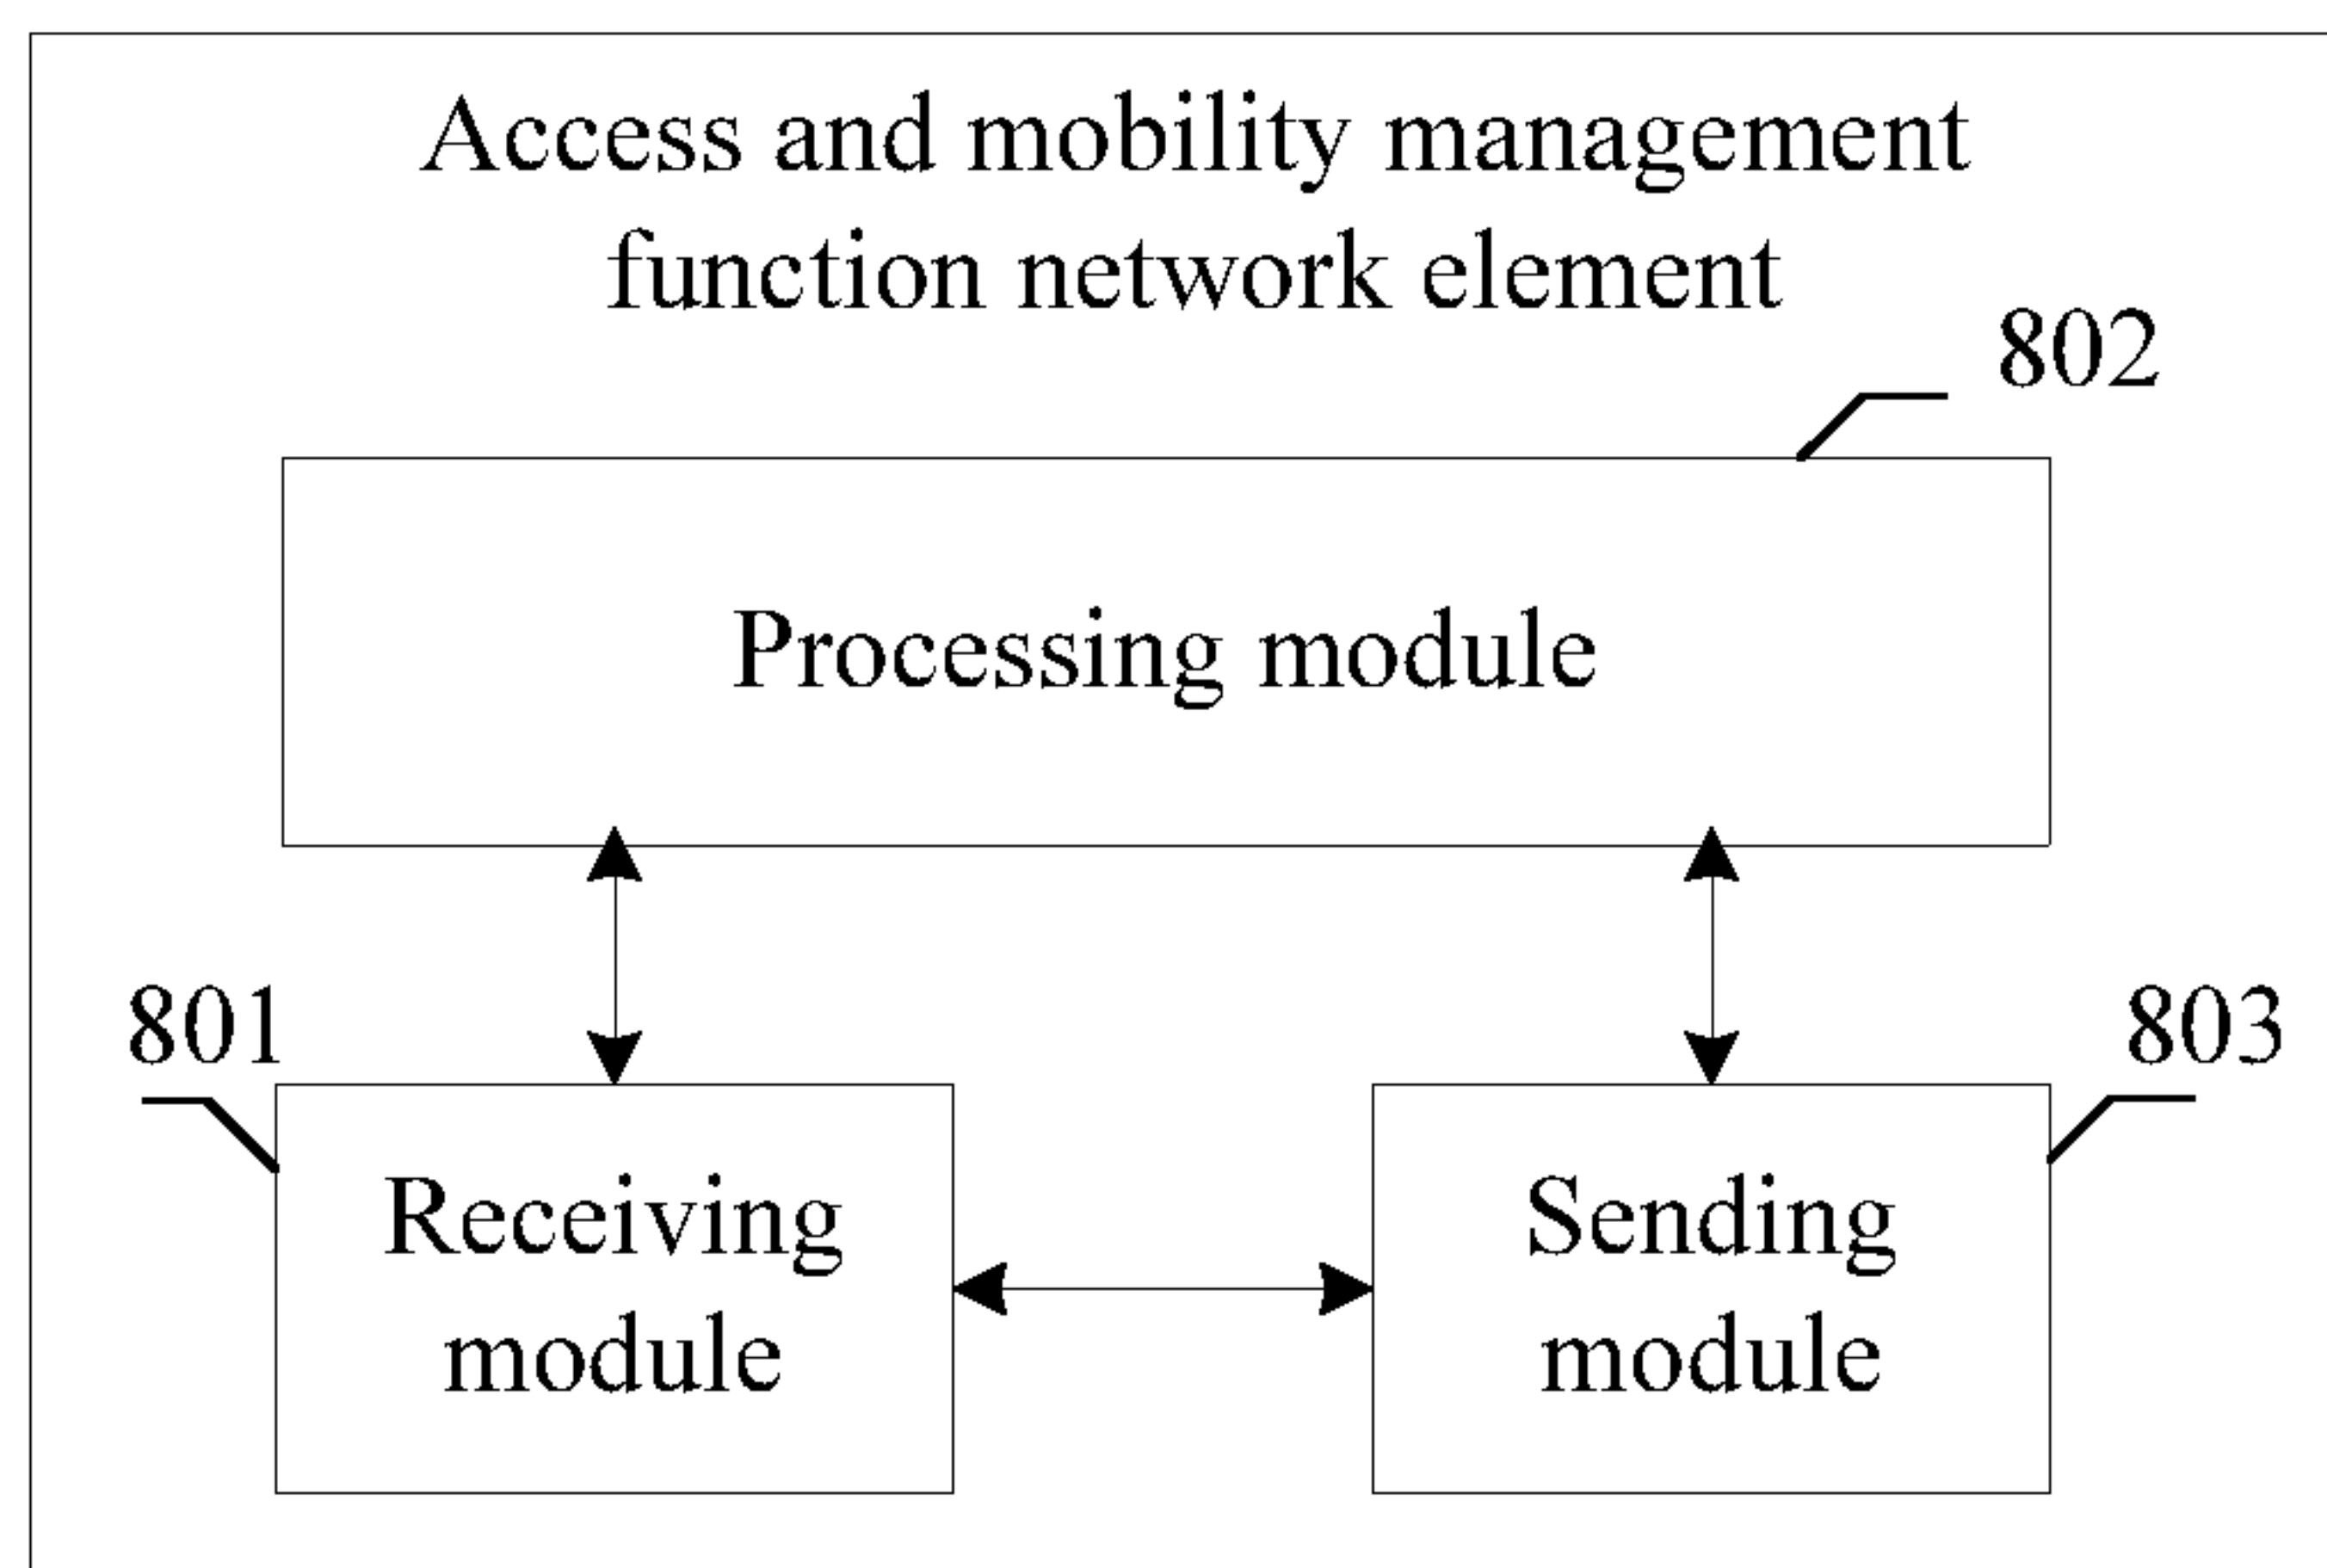 Access and mobility management
function network element
802
Processing module
801
803
Receiving
module
Sending
module